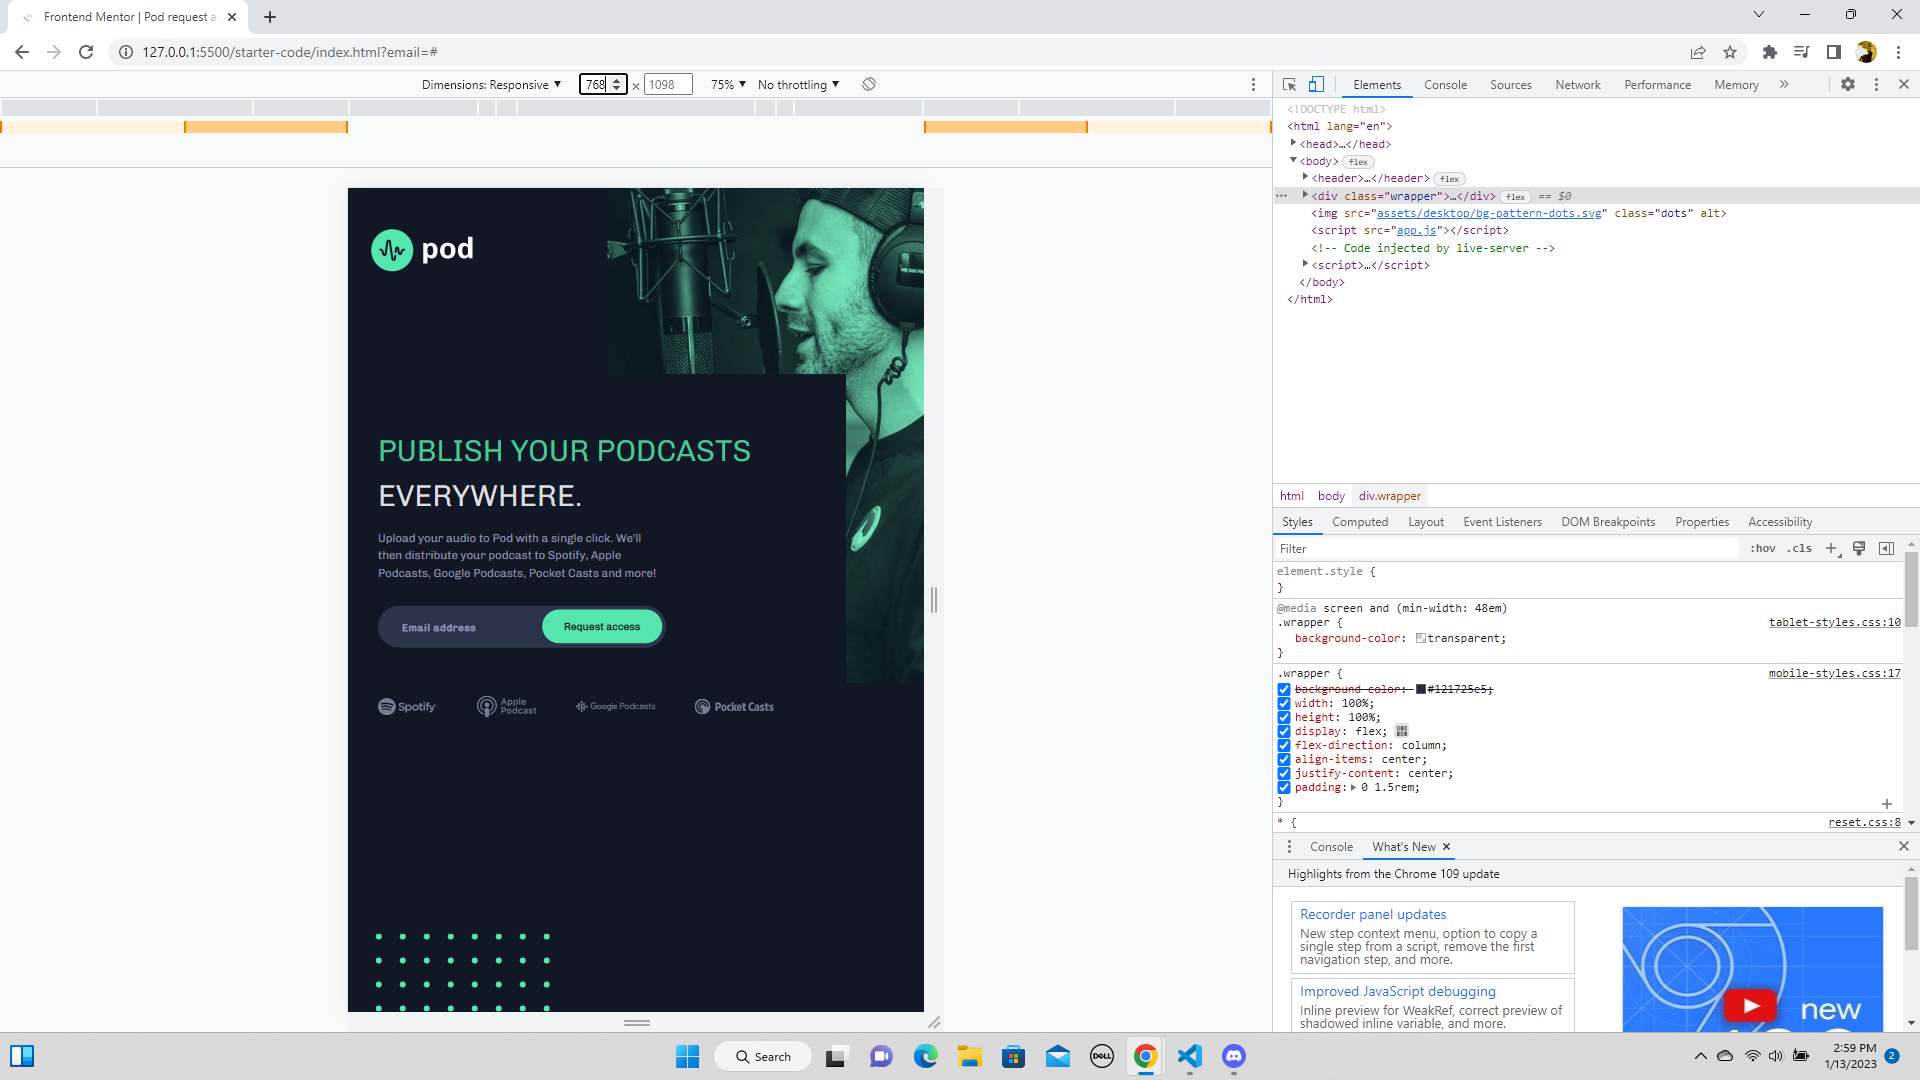 Frontend Mentor | Pod request a
127.0.0.1:5500/starter-code/index.html?email=#
Dimensions: Responsive
768
×
1098
75%
No throttling
Elements
Console
Sources
Network
Performance
Memory
<!DOCTYPE html>
<html lang="en">
<head>…</head>
<body> flex
<header>…</header> flex
<div class="wrapper">…</div> flex == $0
<img src="assets/desktop/bg-pattern-dots.svg" class="dots" alt>
<script src="app.js"></script>
<!-- Code injected by live-server -->
<script>…</script>
</body>
</html>
html body div.wrapper
Styles
Computed
Layout
Event Listeners
DOM Breakpoints
Properties
Accessibility
Filter
:hov .cls
element.style {
}
@media screen and (min-width: 48em)
.wrapper {
tablet-styles.css:10
background-color: transparent;
}
.wrapper {
mobile-styles.css:17
background-color: #121725e5;
width: 100%;
height: 100%;
display: flex;
flex-direction: column;
align-items: center;
justify-content: center;
padding: 0 1.5rem;
}
* {
reset.css:8
Console
What's New
Highlights from the Chrome 109 update
Recorder panel updates
New step context menu, option to copy a
single step from a script, remove the first
navigation step, and more.
Improved JavaScript debugging
Inline preview for WeakRef, correct preview of
shadowed inline variable, and more.
new
pod
PUBLISH YOUR PODCASTS
EVERYWHERE.
Upload your audio to Pod with a single click. We'll
then distribute your podcast to Spotify, Apple
Podcasts, Google Podcasts, Pocket Casts and more!
Email address
Request access
Spotify
Apple
Podcast
Google Podcasts
Pocket Casts
Search
DELL
2:59 PM
1/13/2023
2